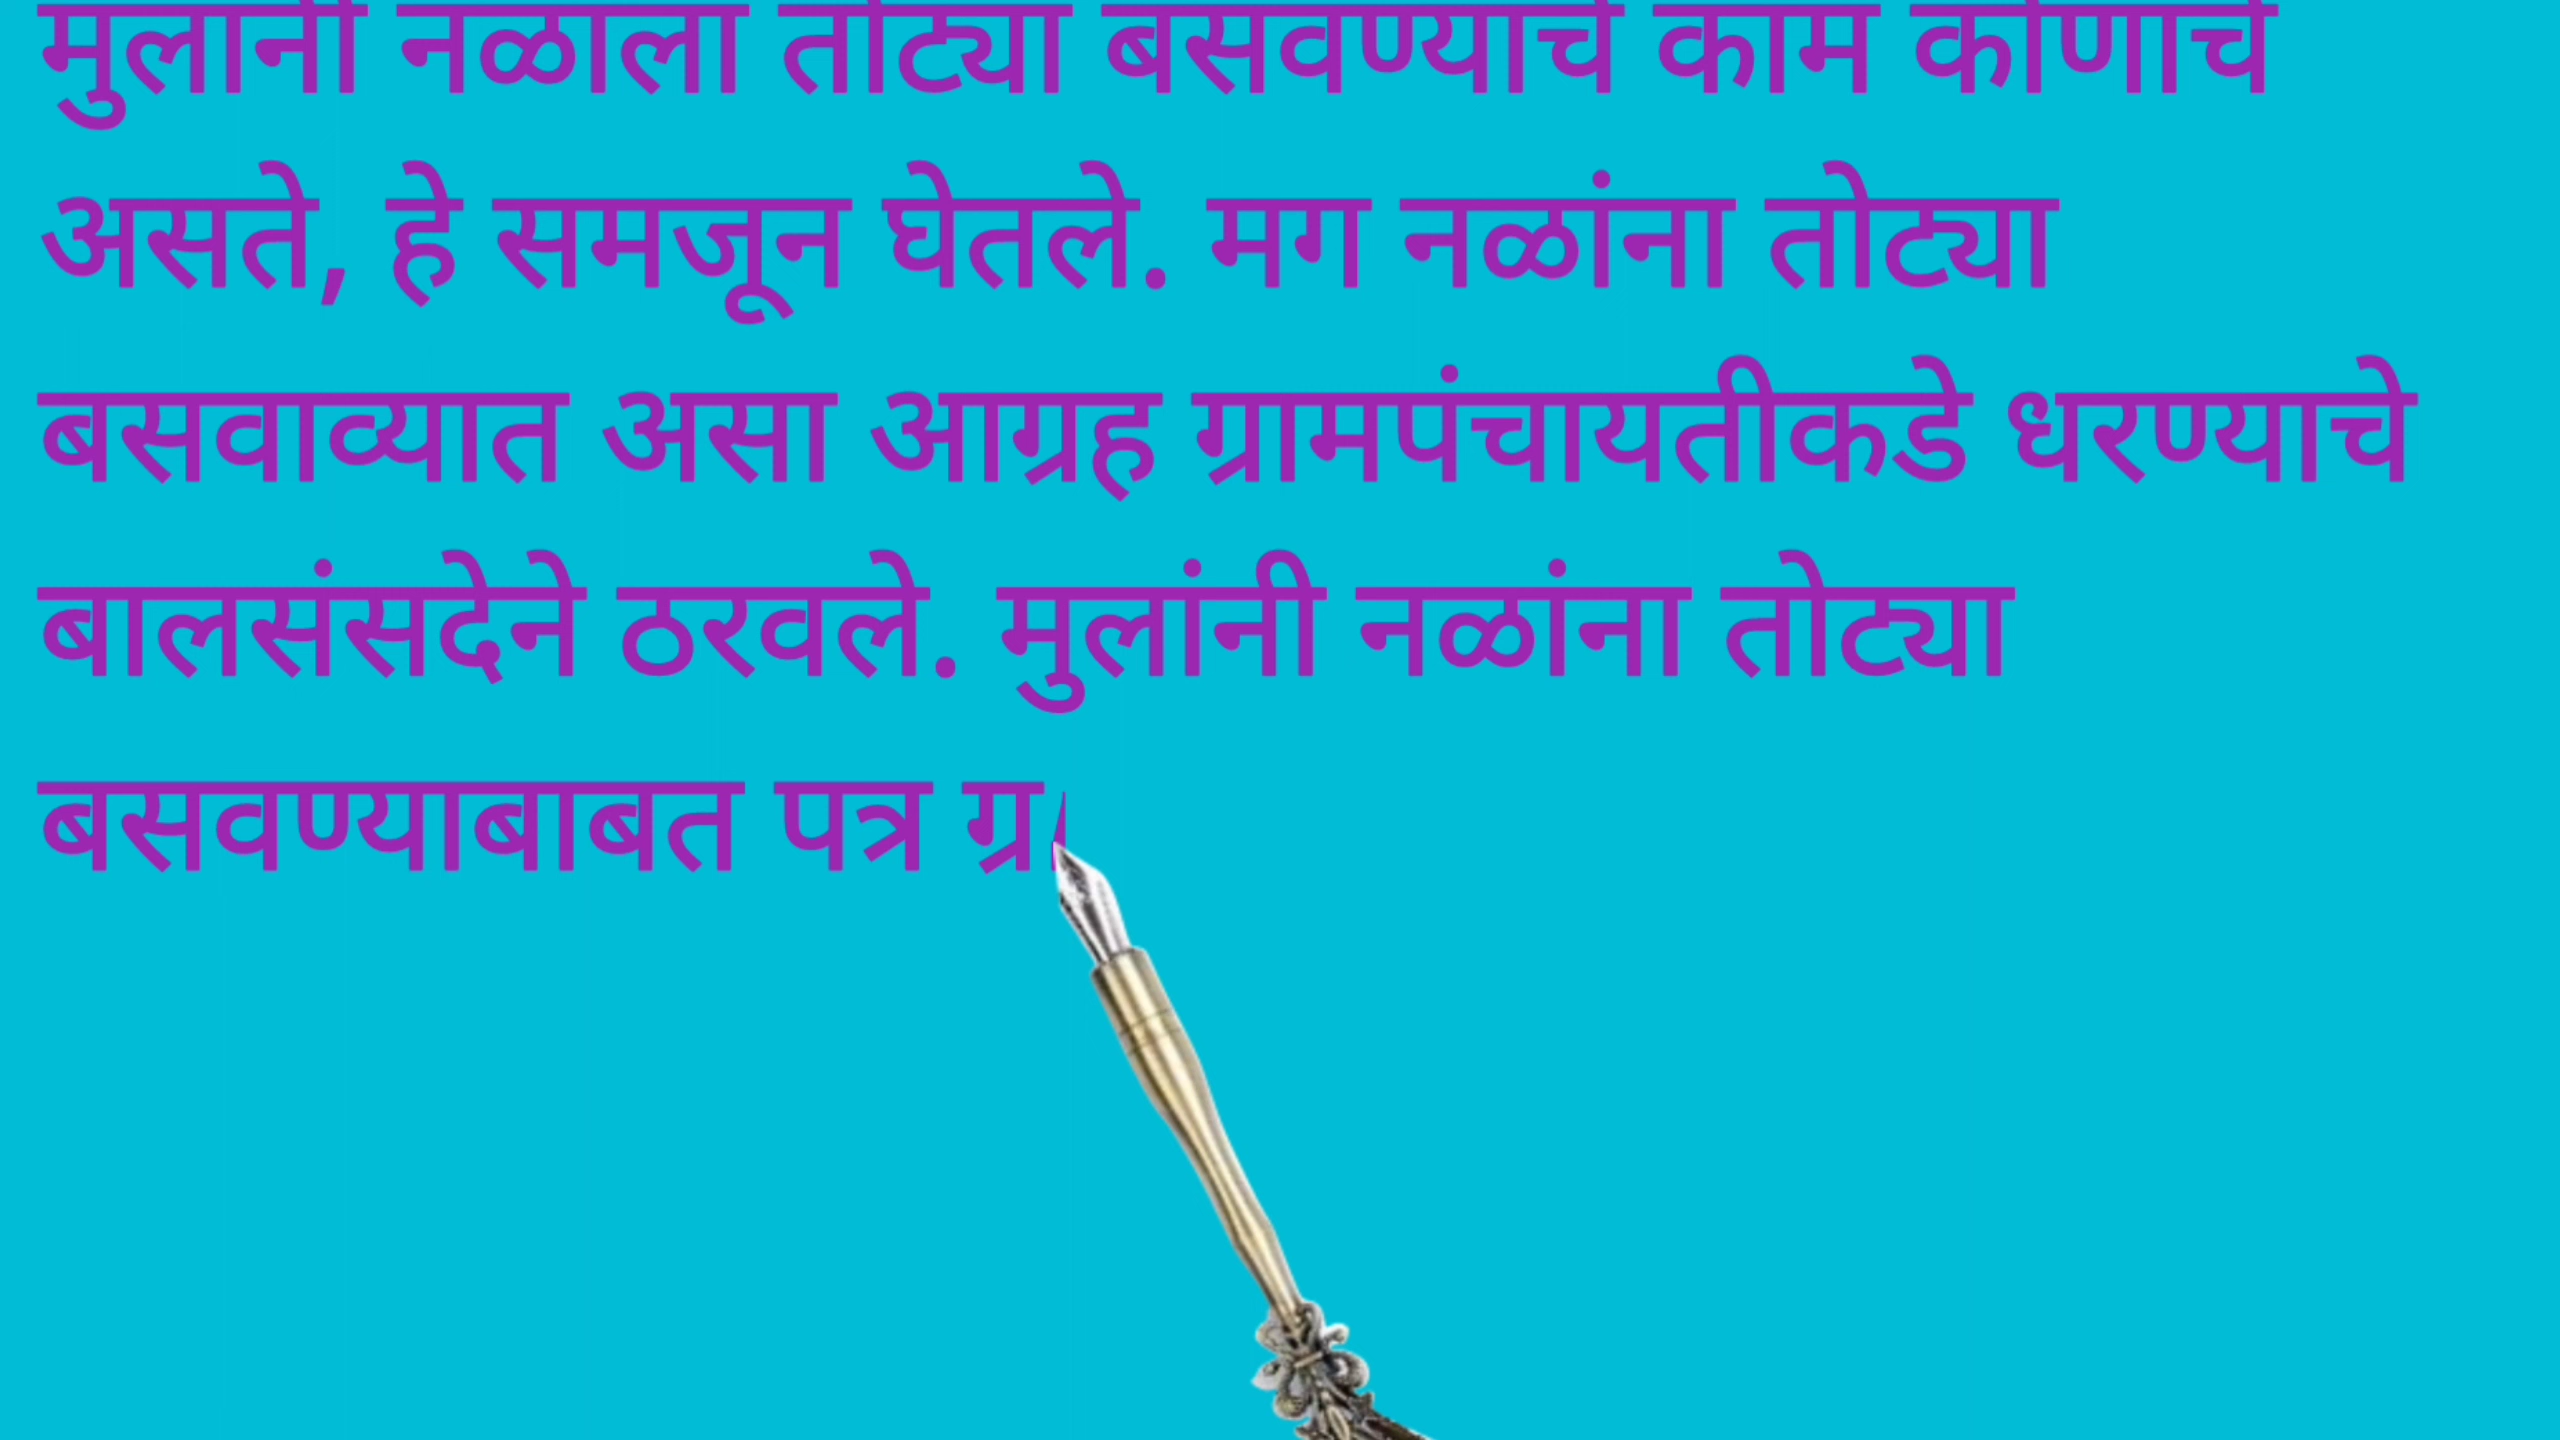 मुलांनी नळाला तोट्या बसवण्याचे काम कोणाचे
असते, हे समजून घेतले. मग नळांना तोट्या
बसवाव्यात असा आग्रह ग्रामपंचायतीकडे धरण्याचे
बालसंसदेने ठरवले. मुलांनी नळांना तोट्या
बसवण्याबाबत पत्र